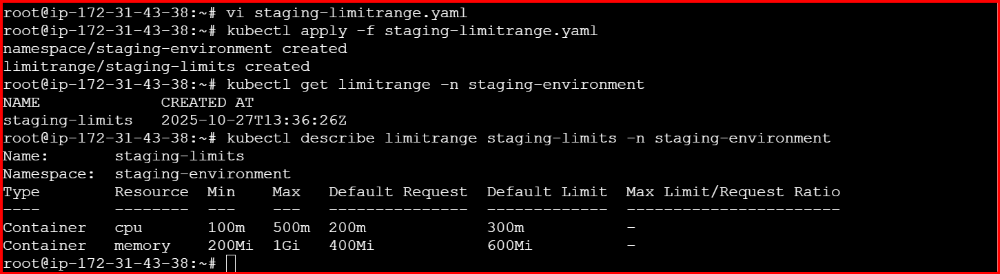 root@ip-172-31-43-38:~# vi staging-limitrange.yaml
root@ip-172-31-43-38:~# kubectl apply -f staging-limitrange.yaml
namespace/staging-environment created
limitrange/staging-limits created
root@ip-172-31-43-38:~# kubectl get limitrange -n staging-environment
NAME             CREATED AT
staging-limits   2025-10-27T13:36:26Z
root@ip-172-31-43-38:~# kubectl describe limitrange staging-limits -n staging-environment
Name:       staging-limits
Namespace:  staging-environment
Type        Resource  Min    Max   Default Request  Default Limit  Max Limit/Request Ratio
----        --------  ---    ---   ---------------  -------------  -----------------------
Container   cpu       100m   500m  200m             300m           -
Container   memory    200Mi  1Gi   400Mi            600Mi          -
root@ip-172-31-43-38:~#